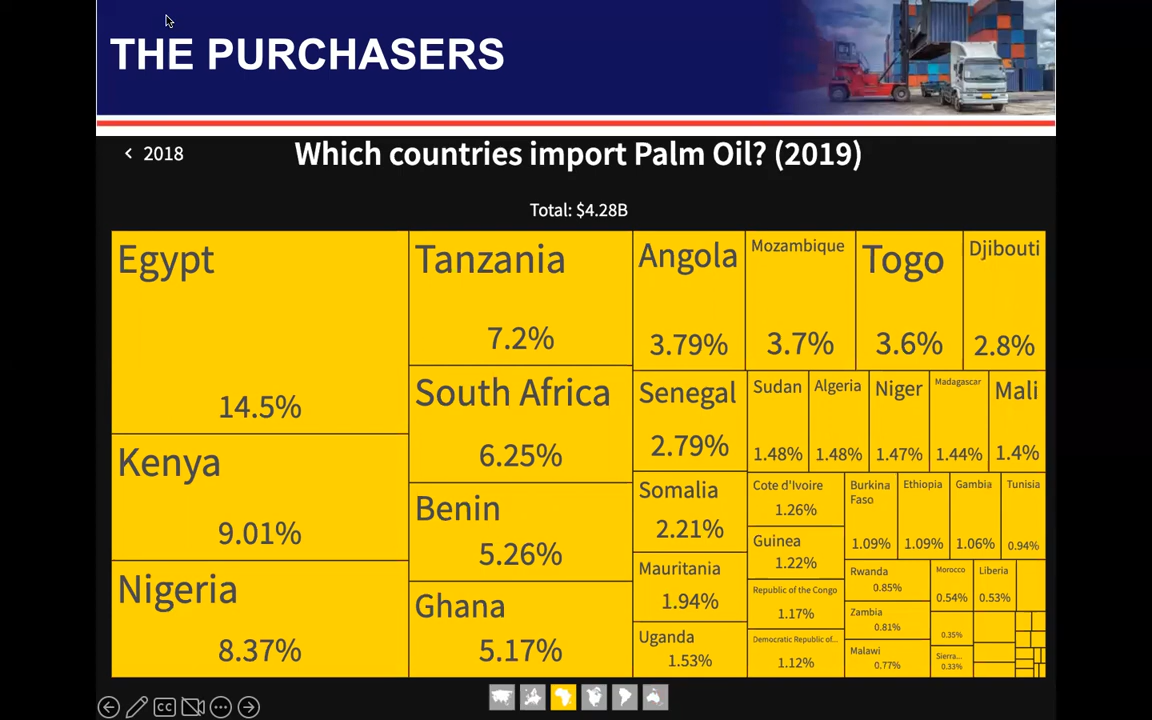 THE PURCHASERS
< 2018
Which countries import Palm Oil? (2019)
Total: $4.28B
Egypt
14.5%
Kenya
9.01%
Nigeria
8.37%
Tanzania
7.2%
South Africa
6.25%
Benin
5.26%
Ghana
5.17%
Angola
3.79%
Mozambique
3.7%
Togo
3.6%
Djibouti
2.8%
Senegal
2.79%
Somalia
2.21%
Mauritania
1.94%
Uganda
1.53%
Sudan
1.48%
Algeria
1.48%
Niger
1.47%
Madagascar
1.44%
Mali
1.4%
Cote d'Ivoire
1.26%
Guinea
1.22%
Republic of the Congo
1.17%
Democratic Republic of...
1.12%
Burkina
Faso
1.09%
Ethiopia
1.09%
Gambia
1.06%
Tunisia
0.94%
Rwanda
0.85%
Zambia
0.81%
Malawi
0.77%
Morocco
0.54%
Liberia
0.53%
0.35%
Sierra...
0.33%
CC